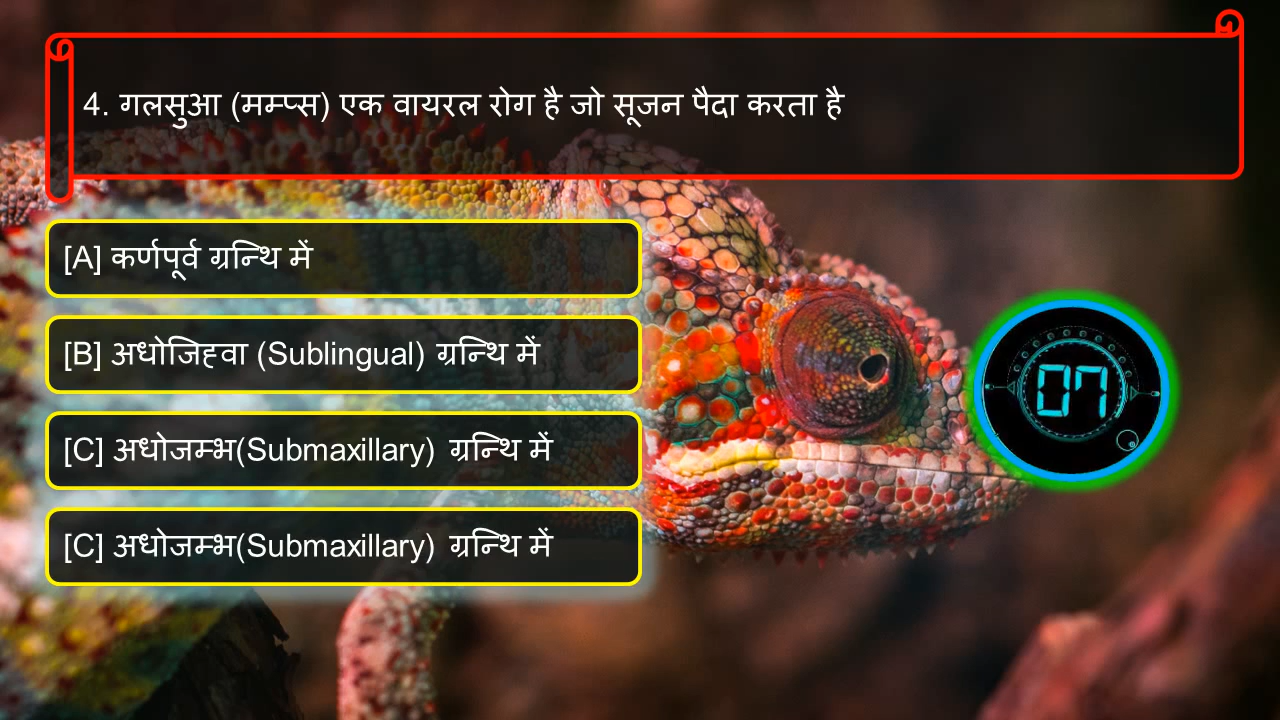 4. गलसुआ (मम्प्स) एक वायरल रोग है जो सूजन पैदा करता है
[A] कर्णपूर्व ग्रन्थि में
[B] अधोजिह्वा (Sublingual) ग्रन्थि में
[C] अधोजम्भ(Submaxillary) ग्रन्थि में
[C] अधोजम्भ(Submaxillary) ग्रन्थि में
07